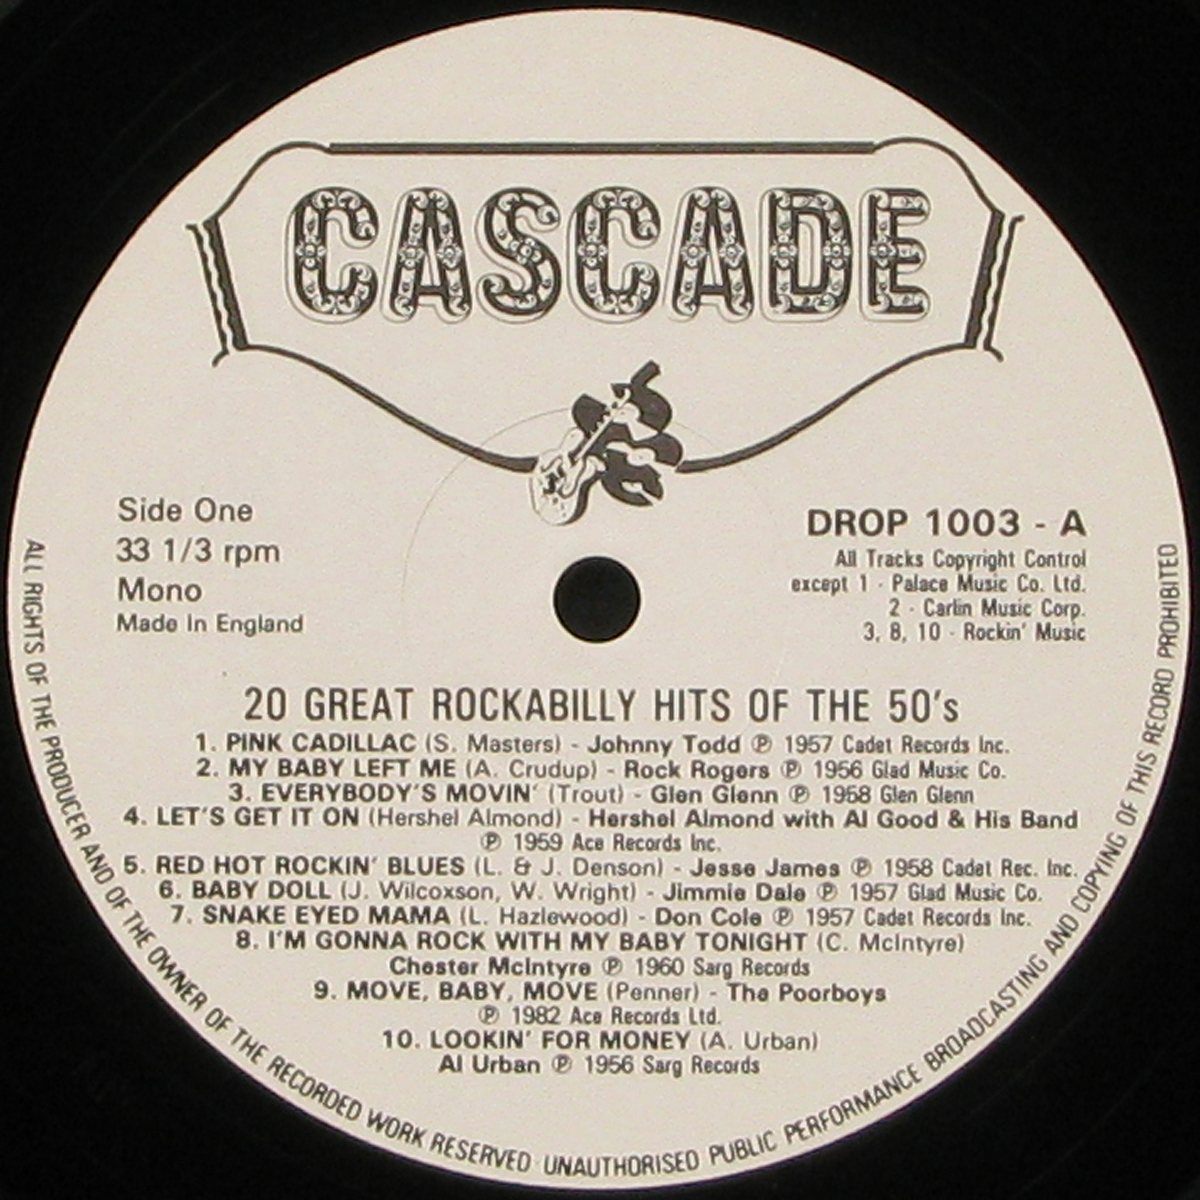 CASCADE
Side One
33 1/3 rpm
Mono
Made In England
DROP 1003 - A
All Tracks Copyright Control
except 1 - Palace Music Co. Ltd.
2 - Carlin Music Corp.
3, 8, 10 - Rockin' Music
20 GREAT ROCKABILLY HITS OF THE 50's
1. PINK CADILLAC (S. Masters) - Johnny Todd ℗ 1957 Cadet Records Inc.
2. MY BABY LEFT ME (A. Crudup) - Rock Rogers ℗ 1956 Glad Music Co.
3. EVERYBODY'S MOVIN' (Trout) - Glen Glenn ℗ 1958 Glen Glenn
4. LET'S GET IT ON (Hershel Almond) - Hershel Almond with Al Good & His Band
℗ 1959 Ace Records Inc.
5. RED HOT ROCKIN' BLUES (L. & J. Denson) - Jesse James ℗ 1958 Cadet Rec. Inc.
6. BABY DOLL (J. Wilcoxson, W. Wright) - Jimmie Dale ℗ 1957 Glad Music Co.
7. SNAKE EYED MAMA (L. Hazlewood) - Don Cole ℗ 1957 Cadet Records Inc.
8. I'M GONNA ROCK WITH MY BABY TONIGHT (C. McIntyre)
Chester McIntyre ℗ 1960 Sarg Records
9. MOVE, BABY, MOVE (Penner) - The Poorboys
℗ 1982 Ace Records Ltd.
10. LOOKIN' FOR MONEY (A. Urban)
Al Urban ℗ 1956 Sarg Records
ALL RIGHTS OF THE PRODUCER AND OF THE OWNER OF THE RECORDED WORK RESERVED UNAUTHORISED PUBLIC PERFORMANCE BROADCASTING AND COPYING OF THIS RECORD PROHIBITED